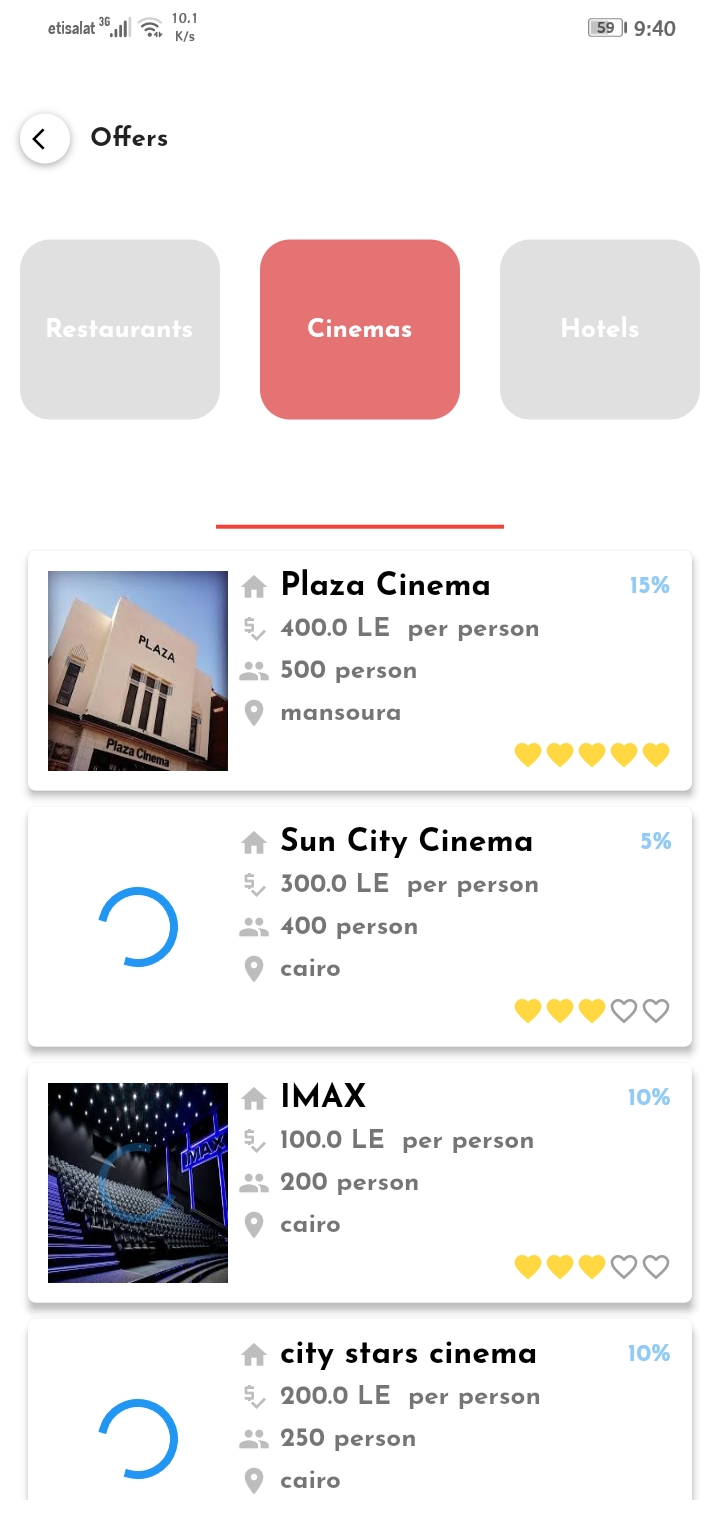 etisalat 3G 10.1 K/s 59 9:40
Offers
Restaurants Cinemas Hotels
Plaza Cinema 15%
400.0 LE per person
500 person
mansoura
PLAZA
Plaza Cinema
Sun City Cinema 5%
300.0 LE per person
400 person
cairo
IMAX 10%
100.0 LE per person
200 person
cairo
IMAX
city stars cinema 10%
200.0 LE per person
250 person
cairo